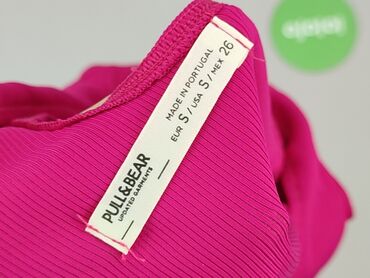 PULL&BEAR
UPDATED GARMENTS
MADE IN PORTUGAL
EUR S / USA S / MEX 26